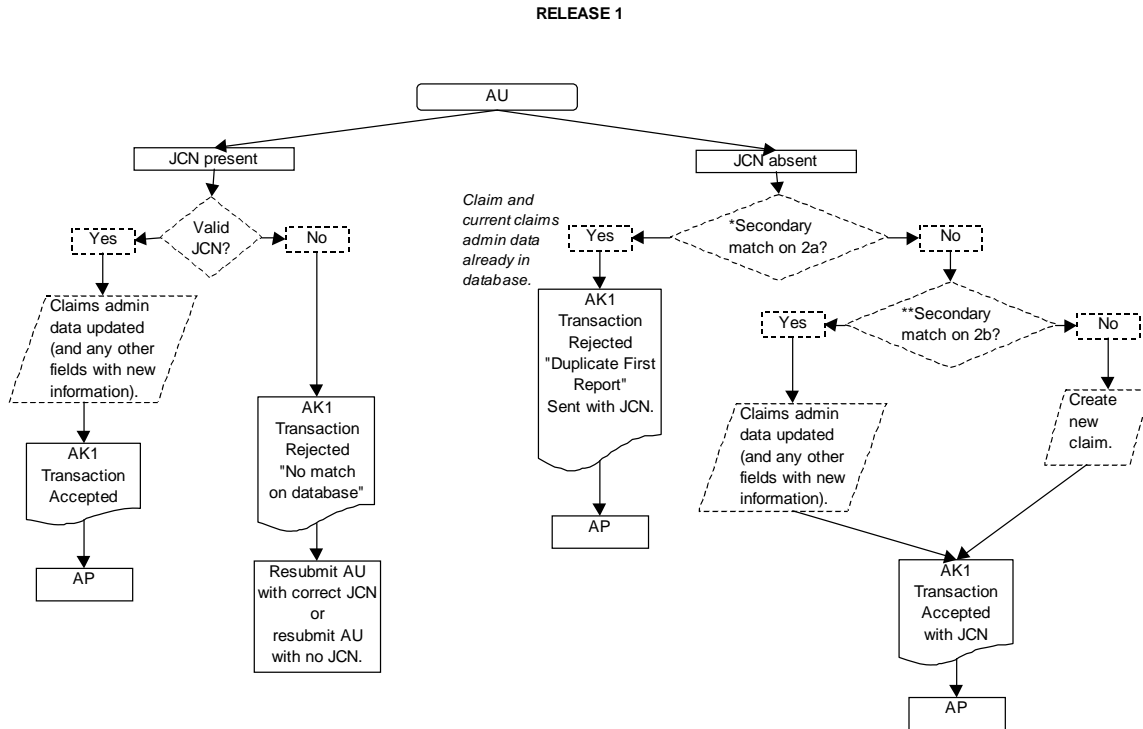 RELEASE 1
AU
JCN present
JCN absent
Valid
JCN?
Yes
No
Claims admin
data updated
(and any other
fields with new
information).
AK1
Transaction
Accepted
AP
AK1
Transaction
Rejected
"No match
on database"
Resubmit AU
with correct JCN
or
resubmit AU
with no JCN.
Claim and
current claims
admin data
already in
database.
*Secondary
match on 2a?
Yes
No
AK1
Transaction
Rejected
"Duplicate First
Report"
Sent with JCN.
AP
**Secondary
match on 2b?
Yes
No
Claims admin
data updated
(and any other
fields with new
information).
Create
new
claim.
AK1
Transaction
Accepted
with JCN
AP